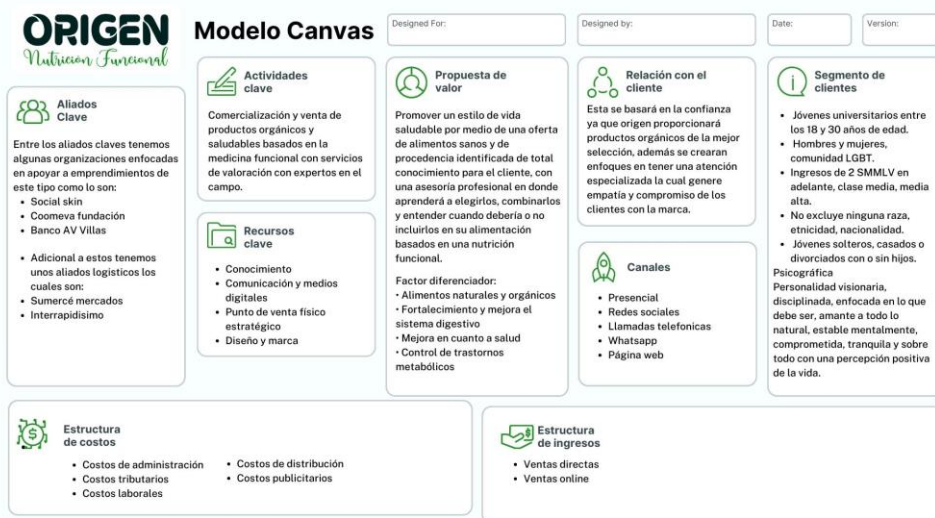 ORIGEN
Nutrición Funcional
Modelo Canvas
Designed For:
Designed by:
Date:
Version:
Aliados
Clave
Entre los aliados claves tenemos
algunas organizaciones enfocadas
en apoyar a emprendimientos de
este tipo como lo son:
• Social skin
• Coomeva fundación
• Banco AV Villas
• Adicional a estos tenemos
unos aliados logísticos los
cuales son:
• Sumercé mercados
• Interrapidisimo
Actividades
clave
Comercialización y venta de
productos orgánicos y
saludables basados en la
medicina funcional con servicios
de valoración con expertos en el
campo.
Recursos
clave
• Conocimiento
• Comunicación y medios
digitales
• Punto de venta físico
estratégico
• Diseño y marca
Propuesta de
valor
Promover un estilo de vida
saludable por medio de una oferta
de alimentos sanos y de
procedencia identificada de total
conocimiento para el cliente, con
una asesoría profesional en donde
aprenderá a elegirlos, combinarlos
y entender cuando debería o no
incluirlos en su alimentación
basados en una nutrición
funcional.
Factor diferenciador:
• Alimentos naturales y orgánicos
• Fortalecimiento y mejora el
sistema digestivo
• Mejora en cuanto a salud
• Control de trastornos
metabólicos
Relación con el
cliente
Esta se basará en la confianza
ya que origen proporcionará
productos orgánicos de la mejor
selección, además se crearan
enfoques en tener una atención
especializada la cual genere
empatía y compromiso de los
clientes con la marca.
Canales
• Presencial
• Redes sociales
• Llamadas telefonicas
• Whatsapp
• Página web
Segmento de
clientes
• Jóvenes universitarios entre
los 18 y 30 años de edad.
• Hombres y mujeres,
comunidad LGBT.
• Ingresos de 2 SMMLV en
adelante, clase media, media
alta.
• No excluye ninguna raza,
etnicidad, nacionalidad.
• Jóvenes solteros, casados o
divorciados con o sin hijos.
Psicográfica
Personalidad visionaria,
disciplinada, enfocada en lo que
debe ser, amante a todo lo
natural, estable mentalmente,
comprometida, tranquila y sobre
todo con una percepción positiva
de la vida.
Estructura
de costos
• Costos de administración
• Costos tributarios
• Costos laborales
• Costos de distribución
• Costos publicitarios
Estructura
de ingresos
• Ventas directas
• Ventas online